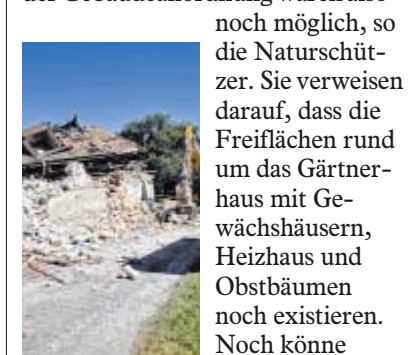 noch möglich, so
die Naturschüt-
zer. Sie verweisen
darauf, dass die
Freiflächen rund
um das Gärtner-
haus mit Ge-
wächshäusern,
Heizhaus und
Obstbäumen
noch existieren.
Noch könne